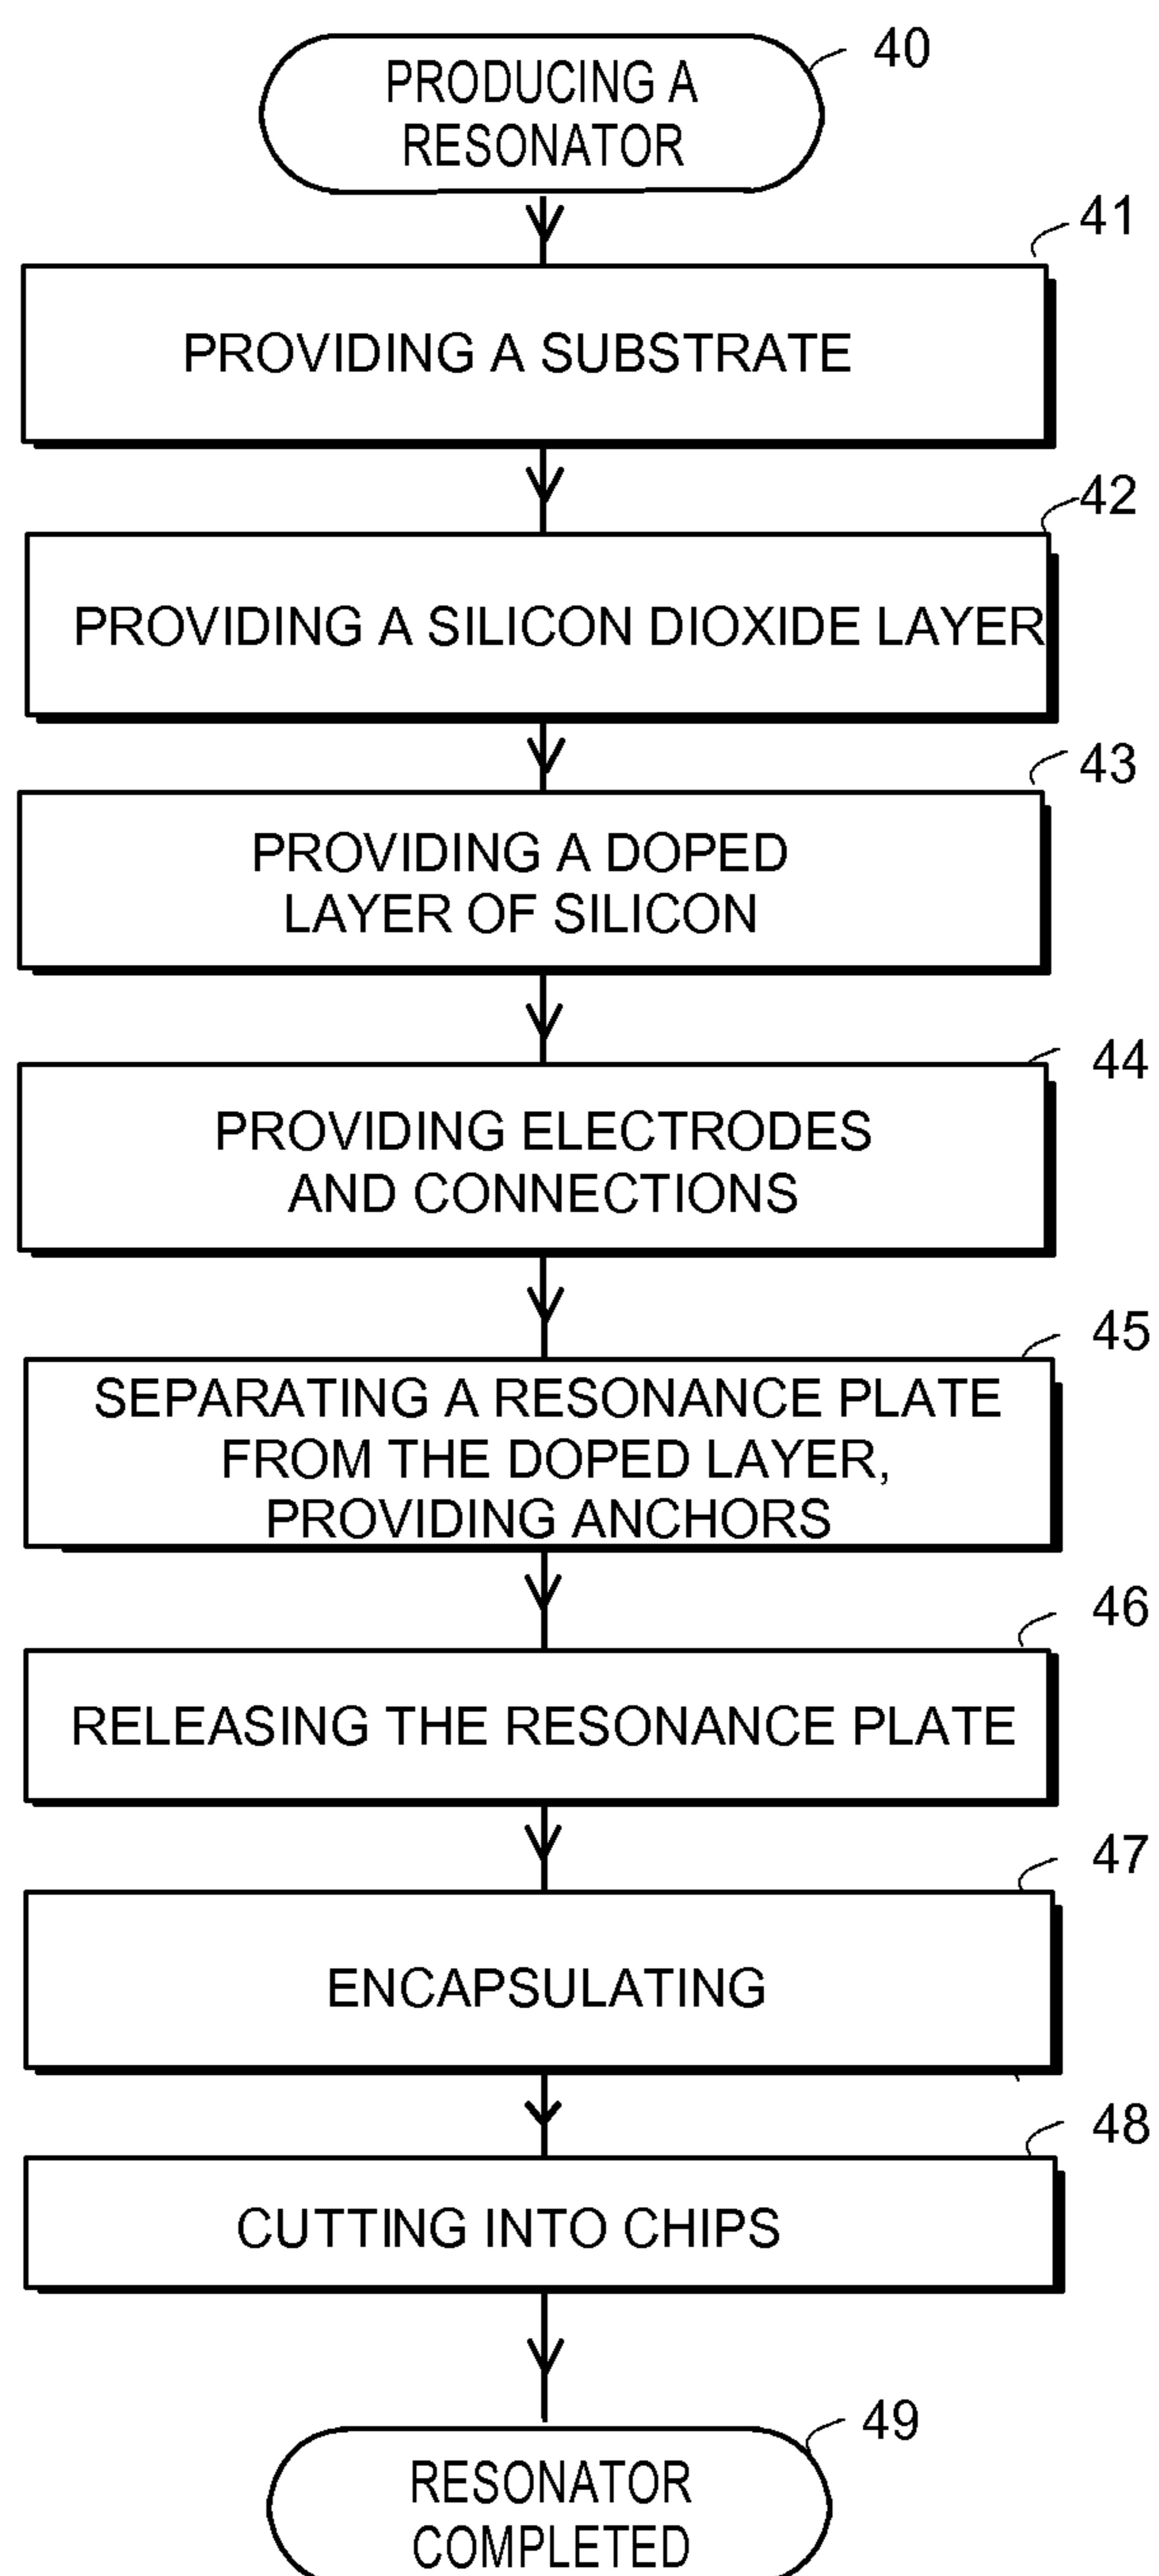 40
PRODUCING A
RESONATOR
41
PROVIDING A SUBSTRATE
42
PROVIDING A SILICON DIOXIDE LAYER
43
PROVIDING A DOPED
LAYER OF SILICON
44
PROVIDING ELECTRODES
AND CONNECTIONS
45
SEPARATING A RESONANCE PLATE
FROM THE DOPED LAYER,
PROVIDING ANCHORS
46
RELEASING THE RESONANCE PLATE
47
ENCAPSULATING
48
CUTTING INTO CHIPS
49
RESONATOR
COMPLETED